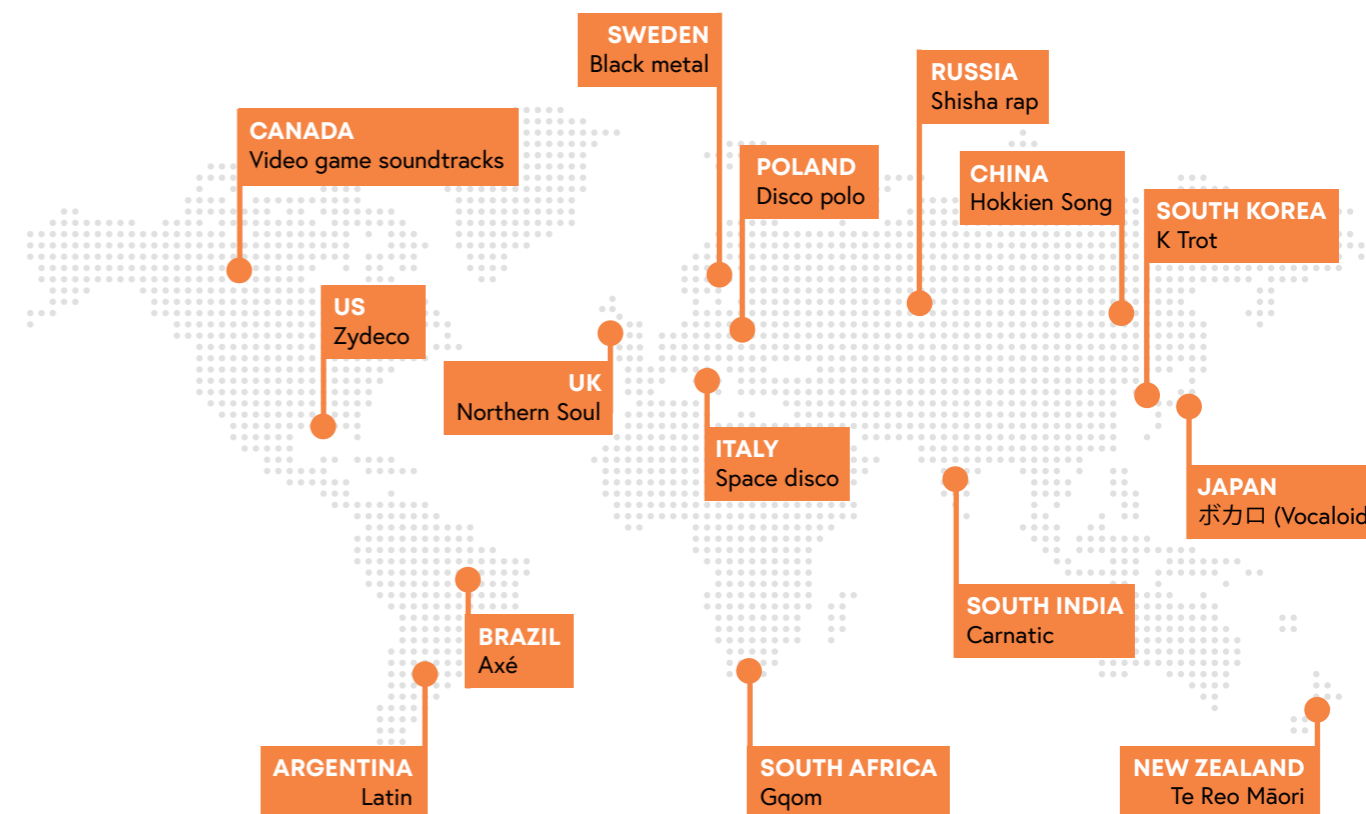 SWEDEN
Black metal
RUSSIA
Shisha rap
CANADA
Video game soundtracks
POLAND
Disco polo
CHINA
Hokkien Song
SOUTH KOREA
K Trot
US
Zydeco
UK
Northern Soul
ITALY
Space disco
JAPAN
ボカロ (Vocaloid
SOUTH INDIA
Carnatic
BRAZIL
Axé
ARGENTINA
Latin
SOUTH AFRICA
Gqom
NEW ZEALAND
Te Reo Māori